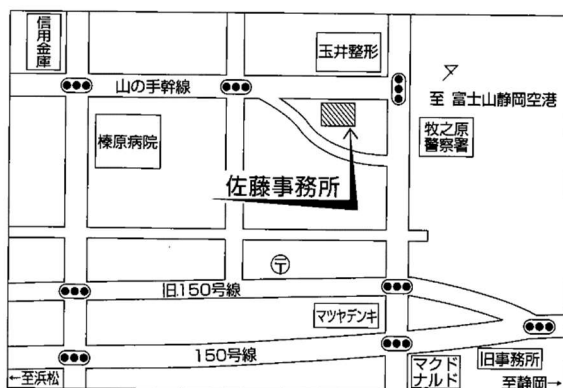 信用
金庫
玉井整形
山の手幹線
至 富士山静岡空港
榛原病院
牧之原
警察署
佐藤事務所
〒
旧.150号線
マツヤデンキ
150号線
マクド
ナルド
旧事務所
←至浜松
至静岡→